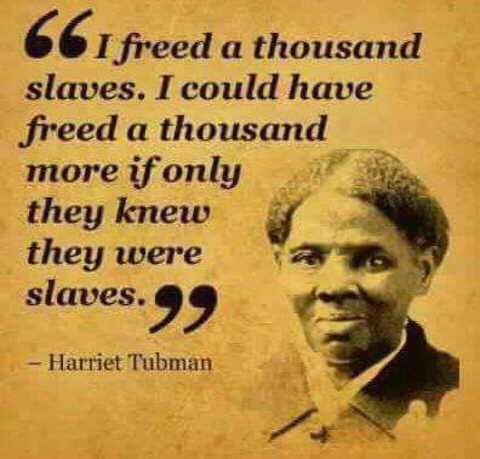 “I freed a thousand
slaves. I could have
freed a thousand
more if only
they knew
they were
slaves.”
– Harriet Tubman